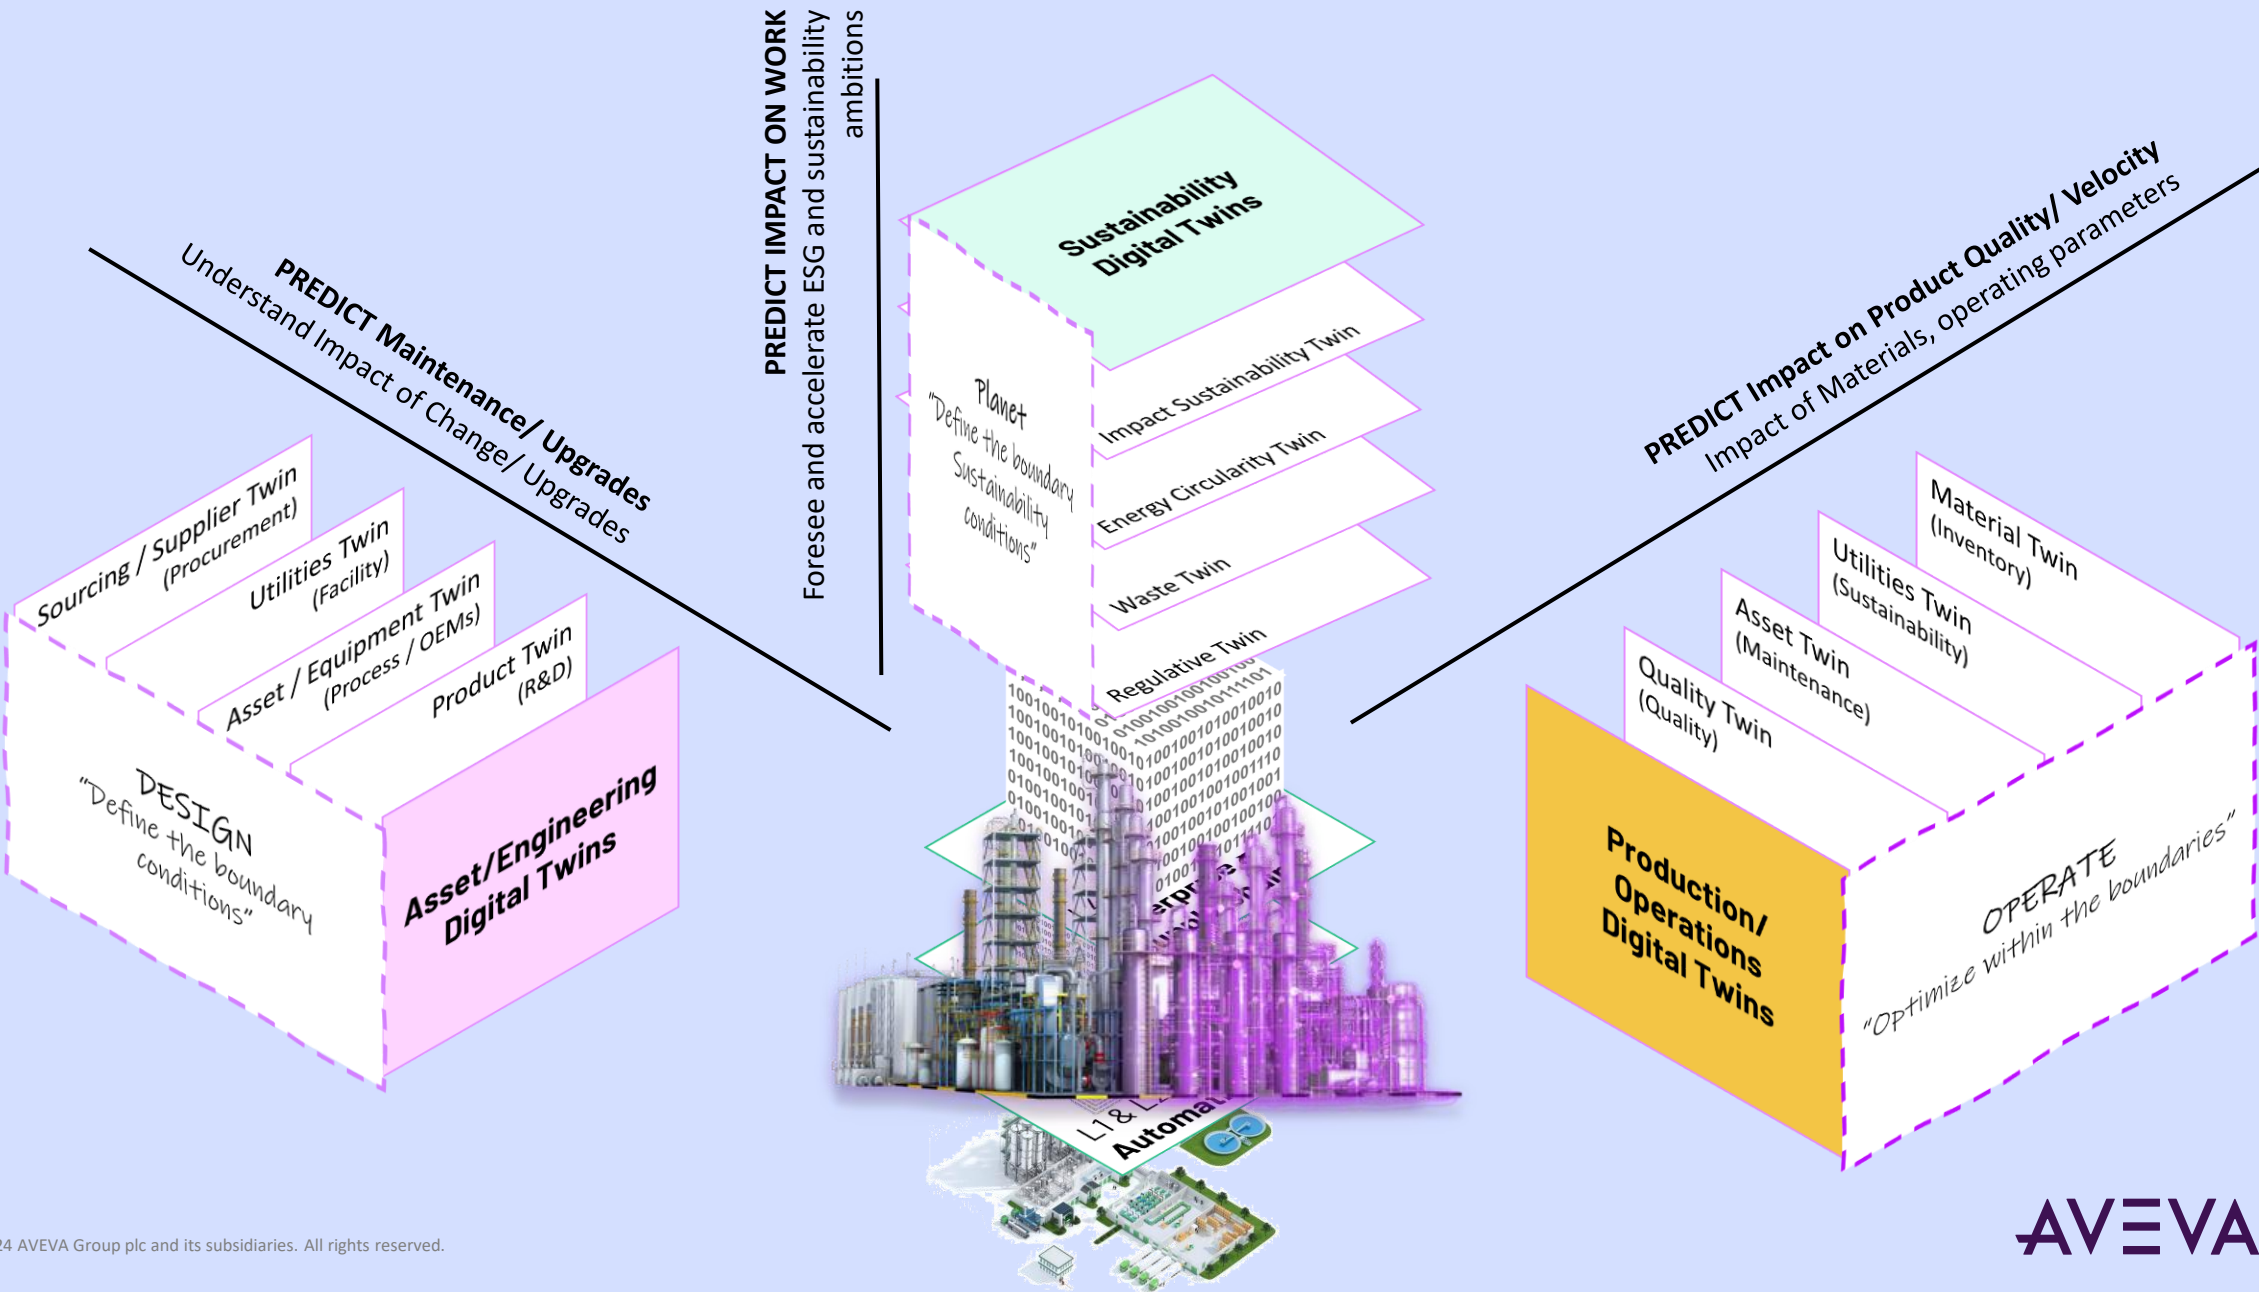 PREDICT IMPACT ON WORK
Foresee and accelerate ESG and sustainability
ambitions
PREDICT Maintenance/ Upgrades
Understand Impact of Change/ Upgrades
PREDICT Impact on Product Quality/ Velocity
Impact of Materials, operating parameters
Sustainability
Digital Twins
Impact Sustainability Twin
Energy Circularity Twin
Waste Twin
Regulative Twin
Planet
"Define the boundary
Sustainability
conditions"
Sourcing / Supplier Twin
(Procurement)
Utilities Twin
(Facility)
Asset / Equipment Twin
(Process / OEMs)
Product Twin
(R&D)
Asset/Engineering
Digital Twins
DESIGN
"Define the boundary
conditions"
Material Twin
(Inventory)
Utilities Twin
(Sustainability)
Asset Twin
(Maintenance)
Quality Twin
(Quality)
Production/
Operations
Digital Twins
OPERATE
"Optimize within the boundaries"
L1 & L2
24 AVEVA Group plc and its subsidiaries. All rights reserved.
AVEVA